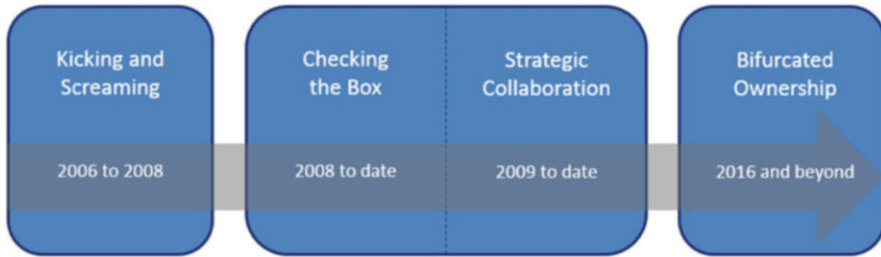 Kicking and
Screaming
2006 to 2008
Checking
the Box
2008 to date
Strategic
Collaboration
2009 to date
Bifurcated
Ownership
2016 and beyond